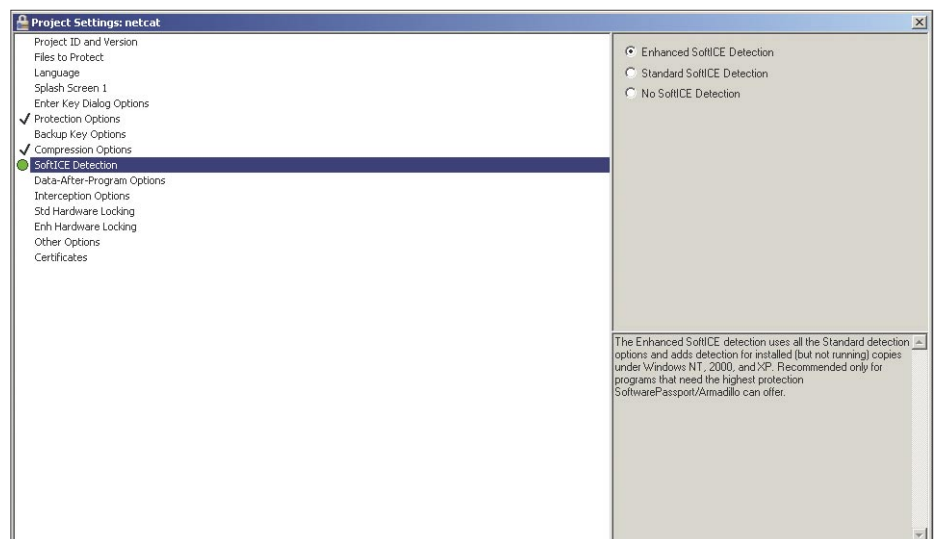 Project Settings: netcat
Project ID and Version
Files to Protect
Language
Splash Screen 1
Enter Key Dialog Options
Protection Options
Backup Key Options
Compression Options
SoftICE Detection
Data-After-Program Options
Interception Options
Std Hardware Locking
Enh Hardware Locking
Other Options
Certificates
Enhanced SoftICE Detection
Standard SoftICE Detection
No SoftICE Detection
The Enhanced SoftICE detection uses all the Standard detection
options and adds detection for installed (but not running) copies
under Windows NT, 2000, and XP. Recommended only for
programs that need the highest protection
SoftwarePassport/Armadillo can offer.